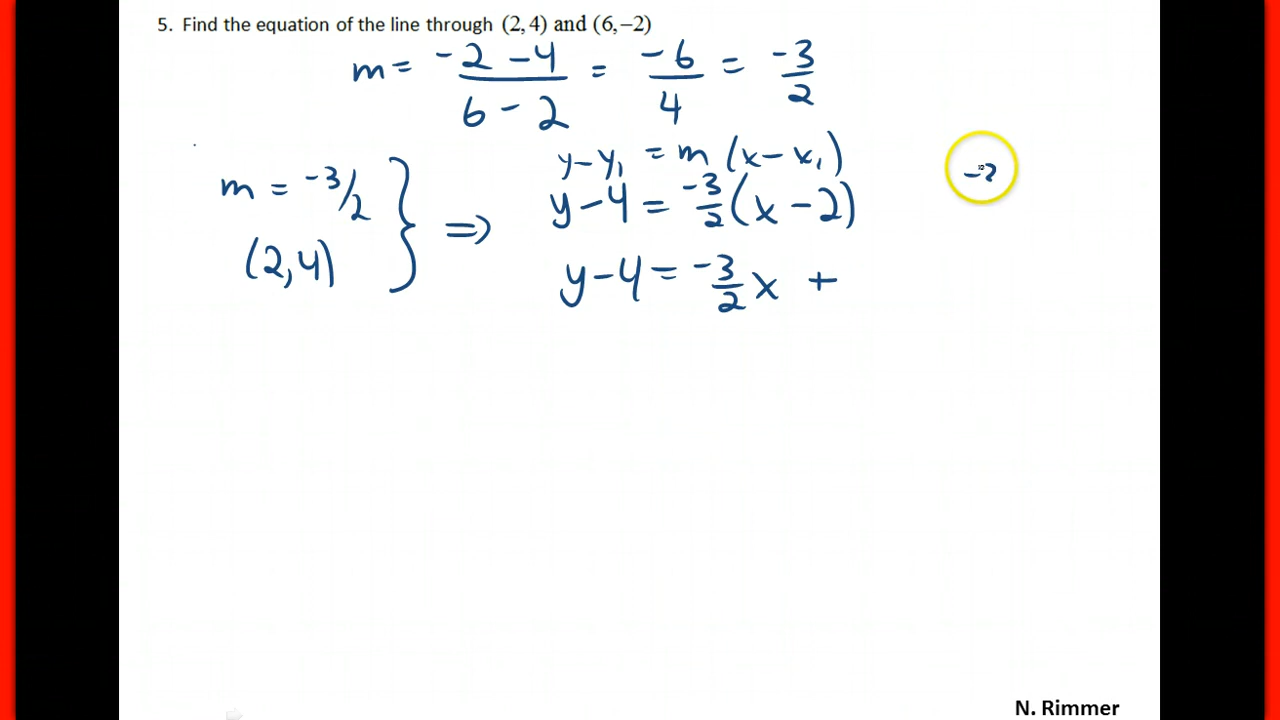 5. Find the equation of the line through (2,4) and (6,−2)
m = (-2 - 4)/(6 - 2) = -6/4 = -3/2
y - y₁ = m (x - x₁)
m = -3/2 } ⇒ y - 4 = -3/2 (x - 2)
(2,4)
y - 4 = -3/2 x +
N. Rimmer